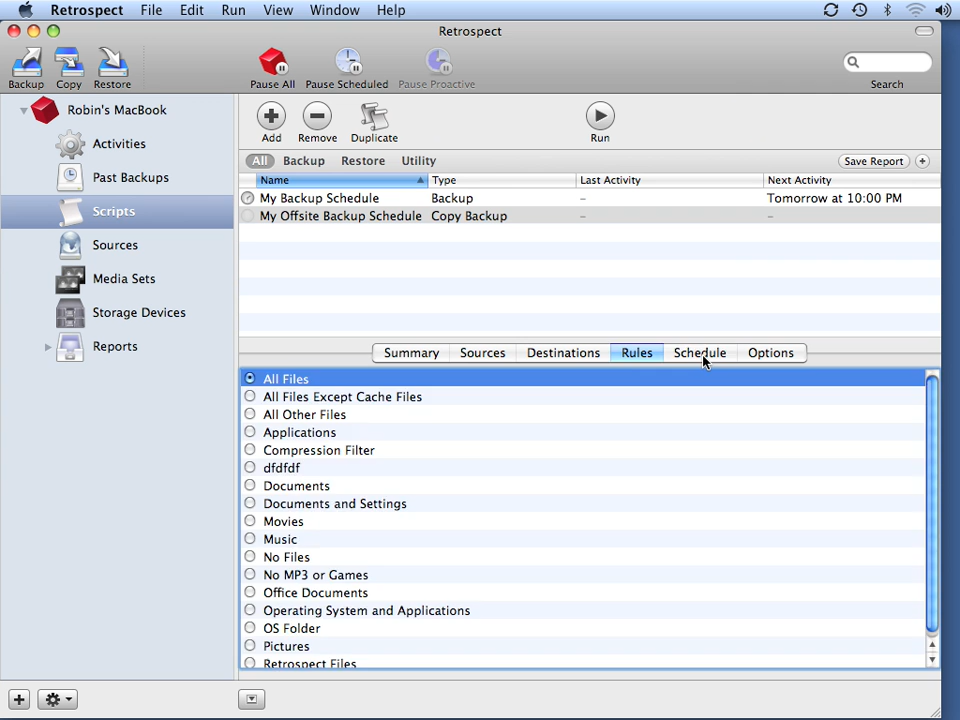 Retrospect File Edit Run View Window Help
Retrospect
Backup Copy Restore Pause All Pause Scheduled Pause Proactive Search
Robin's MacBook
Activities
Past Backups
Scripts
Sources
Media Sets
Storage Devices
Reports
Add Remove Duplicate Run
All Backup Restore Utility Save Report
Name Type Last Activity Next Activity
My Backup Schedule Backup – Tomorrow at 10:00 PM
My Offsite Backup Schedule Copy Backup – –
Summary Sources Destinations Rules Schedule Options
All Files
All Files Except Cache Files
All Other Files
Applications
Compression Filter
dfdfdf
Documents
Documents and Settings
Movies
Music
No Files
No MP3 or Games
Office Documents
Operating System and Applications
OS Folder
Pictures
Retrospect Files